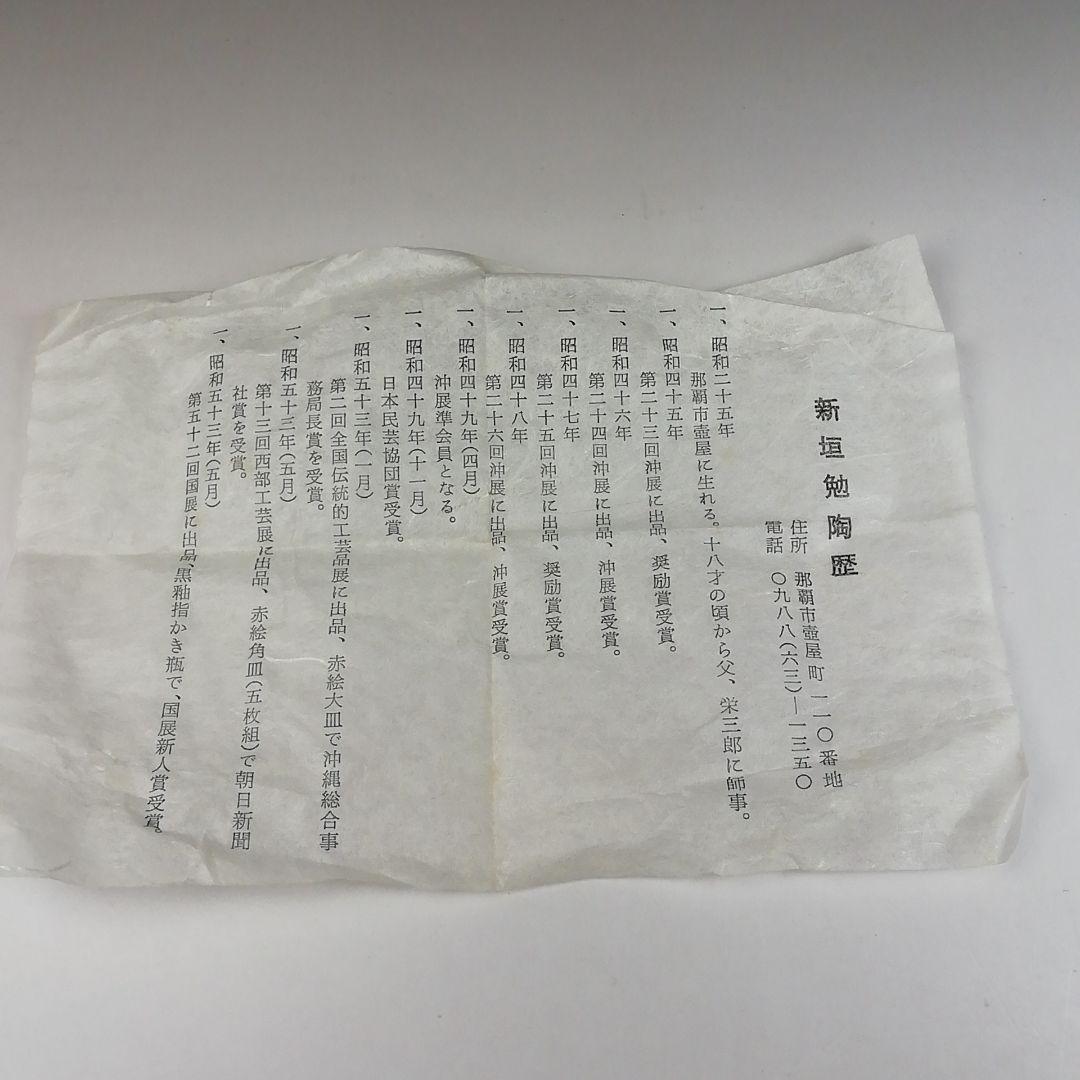 新垣勉陶歴
住所　那覇市壺屋町一一〇番地
電話　〇九八八(六三)ー一三五〇
一、昭和二十五年
那覇市壺屋に生れる。十八才の頃から父、栄三郎に師事。
一、昭和四十五年
第二十三回沖展に出品、奨励賞受賞。
一、昭和四十六年
第二十四回沖展に出品、沖展賞受賞。
一、昭和四十七年
第二十五回沖展に出品、奨励賞受賞。
一、昭和四十八年
第二十六回沖展に出品、沖展賞受賞。
一、昭和四十九年(四月)
沖展準会員となる。
一、昭和四十九年(十一月)
日本民芸協団賞受賞。
一、昭和五十三年(一月)
第二回全国伝統的工芸品展に出品、赤絵大皿で沖縄総合事
務局長賞を受賞。
一、昭和五十三年(五月)
第十三回西部工芸展に出品、赤絵角皿(五枚組)で朝日新聞
社賞を受賞。
一、昭和五十三年(五月)
第五十二回国展に出品、黒釉指かき瓶で、国展新人賞受賞。